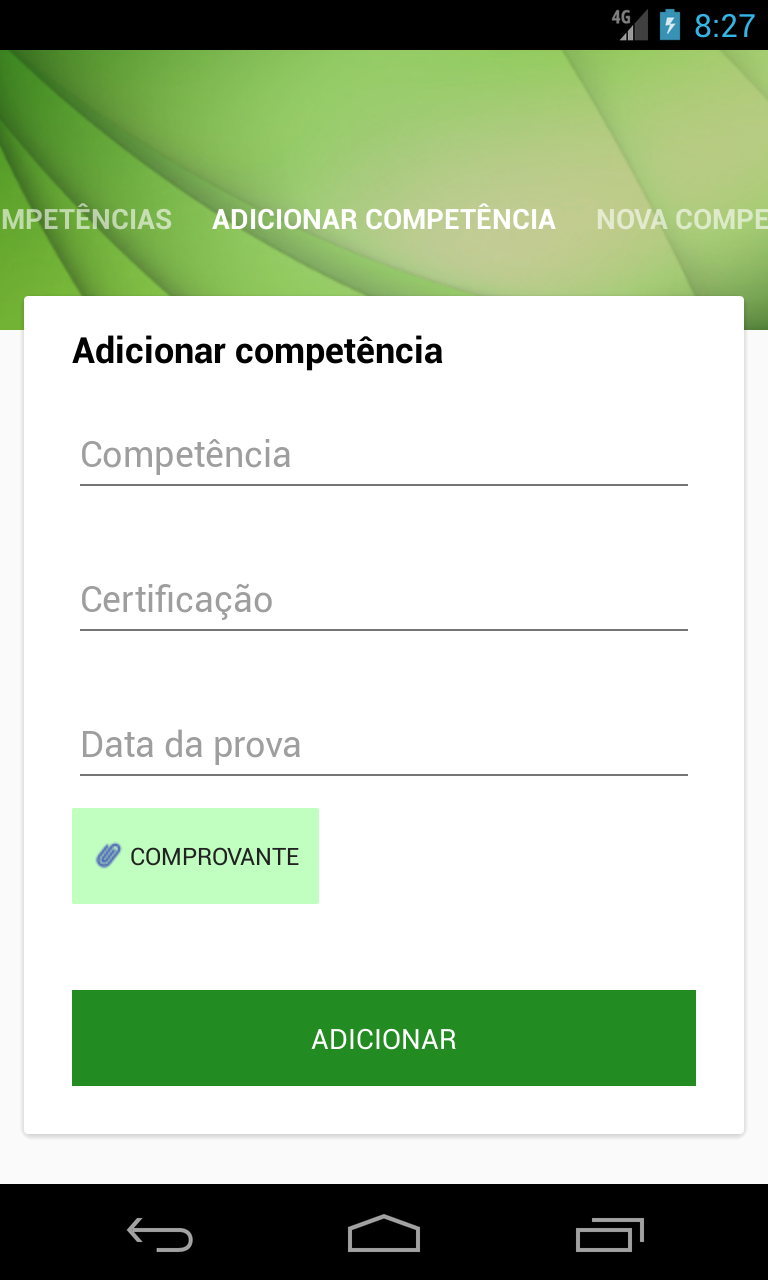 4G 8:27
MPETÊNCIAS ADICIONAR COMPETÊNCIA NOVA COMPE
Adicionar competência
Competência
Certificação
Data da prova
COMPROVANTE
ADICIONAR